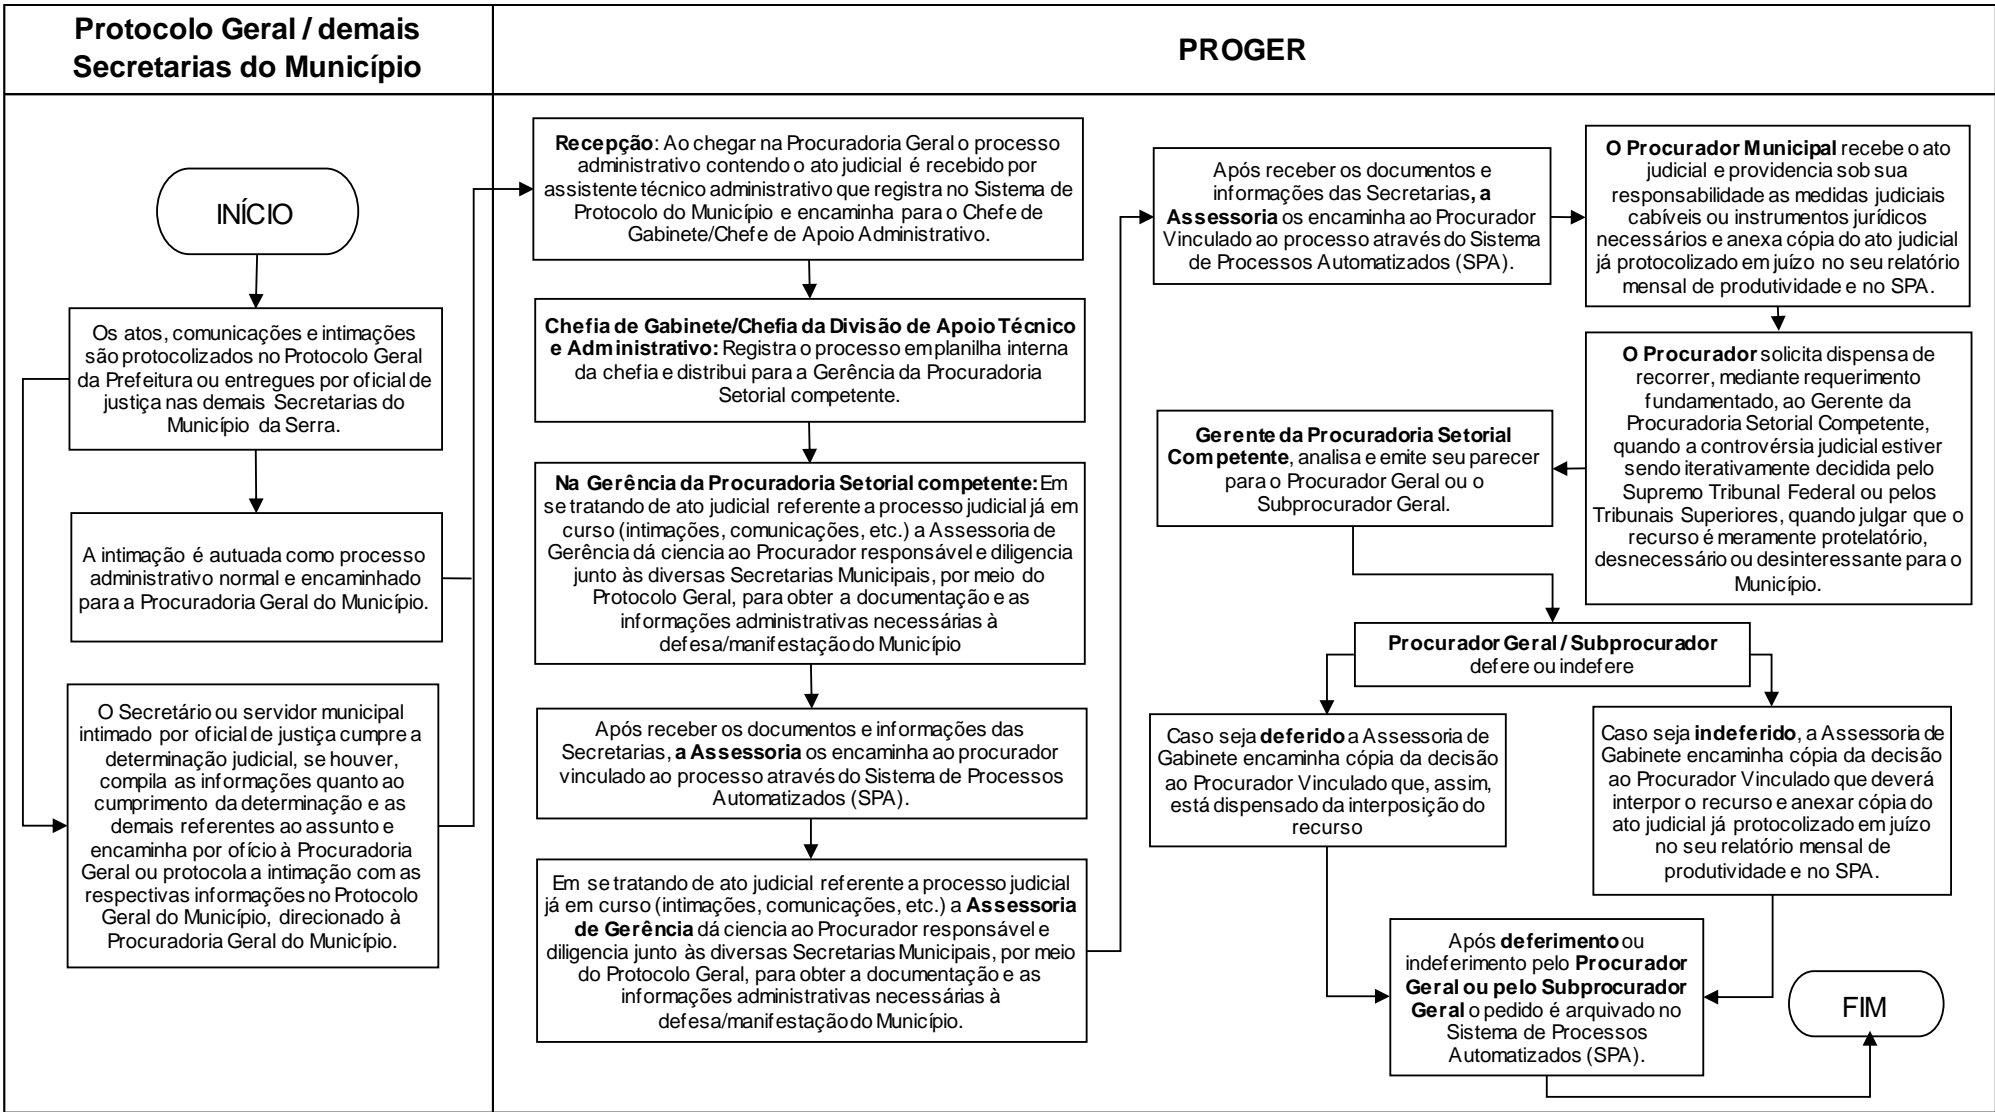 Protocolo Geral / demais
Secretarias do Município
PROGER
INÍCIO
Os atos, comunicações e intimações
são protocolizados no Protocolo Geral
da Prefeitura ou entregues por oficial de
justiça nas demais Secretarias do
Município da Serra.
A intimação é autuada como processo
administrativo normal e encaminhado
para a Procuradoria Geral do Município.
O Secretário ou servidor municipal
intimado por oficial de justiça cumpre a
determinação judicial, se houver,
compila as informações quanto ao
cumprimento da determinação e as
demais referentes ao assunto e
encaminha por ofício à Procuradoria
Geral ou protocola a intimação com as
respectivas informações no Protocolo
Geral do Município, direcionado à
Procuradoria Geral do Município.
Recepção: Ao chegar na Procuradoria Geral o processo
administrativo contendo o ato judicial é recebido por
assistente técnico administrativo que registra no Sistema de
Protocolo do Município e encaminha para o Chefe de
Gabinete/Chefe de Apoio Administrativo.
Chefia de Gabinete/Chefia da Divisão de Apoio Técnico
e Administrativo: Registra o processo em planilha interna
da chefia e distribui para a Gerência da Procuradoria
Setorial competente.
Na Gerência da Procuradoria Setorial competente: Em
se tratando de ato judicial referente a processo judicial já em
curso (intimações, comunicações, etc.) a Assessoria de
Gerência dá ciencia ao Procurador responsável e diligencia
junto às diversas Secretarias Municipais, por meio do
Protocolo Geral, para obter a documentação e as
informações administrativas necessárias à
defesa/manifestação do Município
Após receber os documentos e informações das
Secretarias, a Assessoria os encaminha ao procurador
vinculado ao processo através do Sistema de Processos
Automatizados (SPA).
Em se tratando de ato judicial referente a processo judicial
já em curso (intimações, comunicações, etc.) a Assessoria
de Gerência dá ciencia ao Procurador responsável e
diligencia junto às diversas Secretarias Municipais, por meio
do Protocolo Geral, para obter a documentação e as
informações administrativas necessárias à
defesa/manifestação do Município.
Após receber os documentos e
informações das Secretarias, a
Assessoria os encaminha ao Procurador
Vinculado ao processo através do Sistema
de Processos Automatizados (SPA).
O Procurador Municipal recebe o ato
judicial e providencia sob sua
responsabilidade as medidas judiciais
cabíveis ou instrumentos jurídicos
necessários e anexa cópia do ato judicial
já protocolizado em juízo no seu relatório
mensal de produtividade e no SPA.
O Procurador solicita dispensa de
recorrer, mediante requerimento
fundamentado, ao Gerente da
Procuradoria Setorial Competente,
quando a controvérsia judicial estiver
sendo iterativamente decidida pelo
Supremo Tribunal Federal ou pelos
Tribunais Superiores, quando julgar que o
recurso é meramente protelatório,
desnecessário ou desinteressante para o
Município.
Gerente da Procuradoria Setorial
Competente, analisa e emite seu parecer
para o Procurador Geral ou o
Subprocurador Geral.
Procurador Geral / Subprocurador
defere ou indefere
Caso seja deferido a Assessoria de
Gabinete encaminha cópia da decisão
ao Procurador Vinculado que, assim,
está dispensado da interposição do
recurso
Caso seja indeferido, a Assessoria de
Gabinete encaminha cópia da decisão
ao Procurador Vinculado que deverá
interpor o recurso e anexar cópia do
ato judicial já protocolizado em juízo
no seu relatório mensal de
produtividade e no SPA.
Após deferimento ou
indeferimento pelo Procurador
Geral ou pelo Subprocurador
Geral o pedido é arquivado no
Sistema de Processos
Automatizados (SPA).
FIM